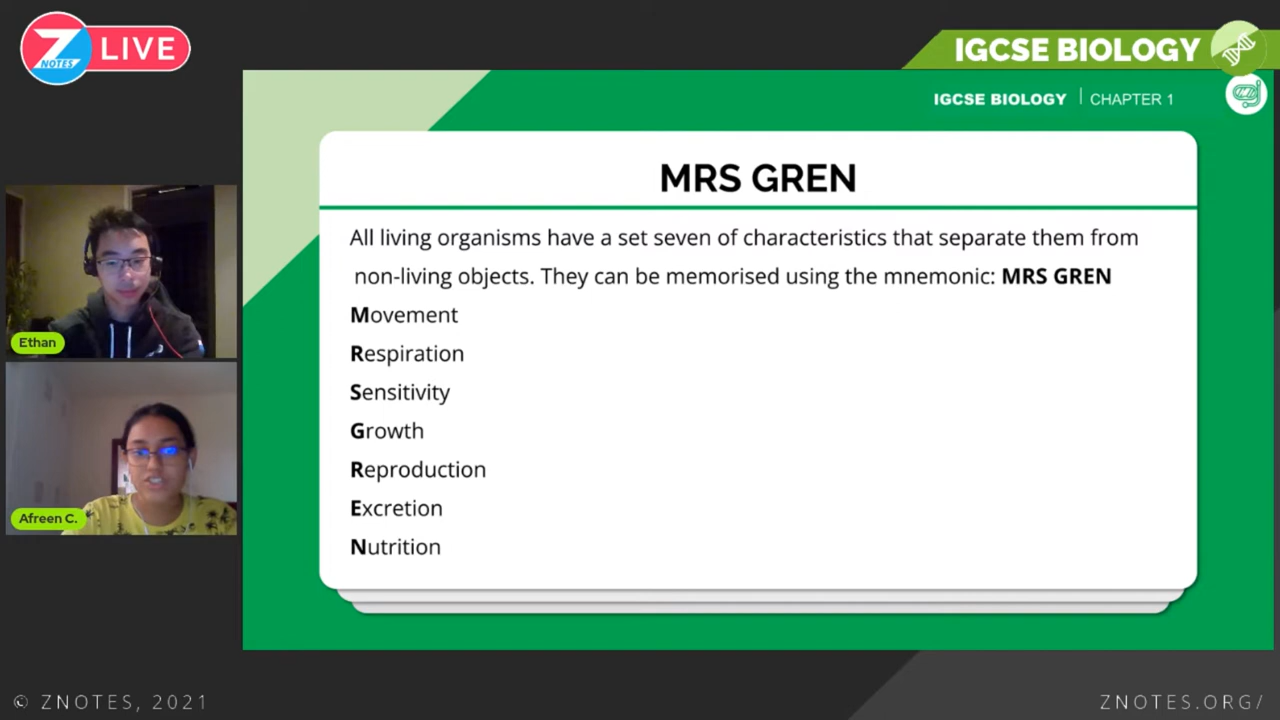 Z NOTES LIVE
IGCSE BIOLOGY
IGCSE BIOLOGY | CHAPTER 1
MRS GREN
All living organisms have a set seven of characteristics that separate them from
non-living objects. They can be memorised using the mnemonic: MRS GREN
Movement
Respiration
Sensitivity
Growth
Reproduction
Excretion
Nutrition
Ethan
Afreen C.
© ZNOTES, 2021
ZNOTES.ORG/